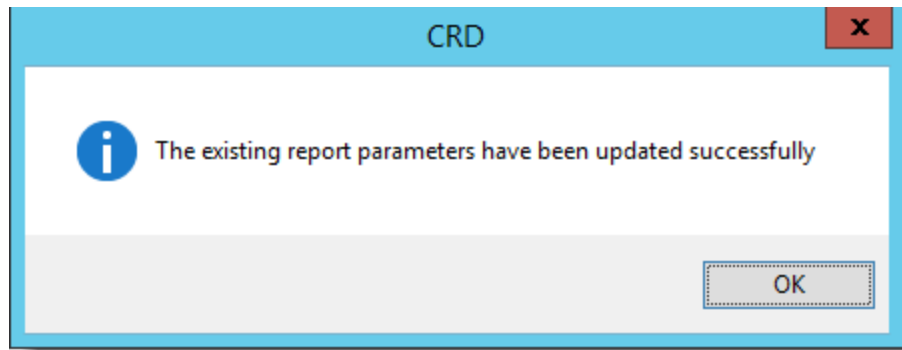 CRD
x
The existing report parameters have been updated successfully
OK